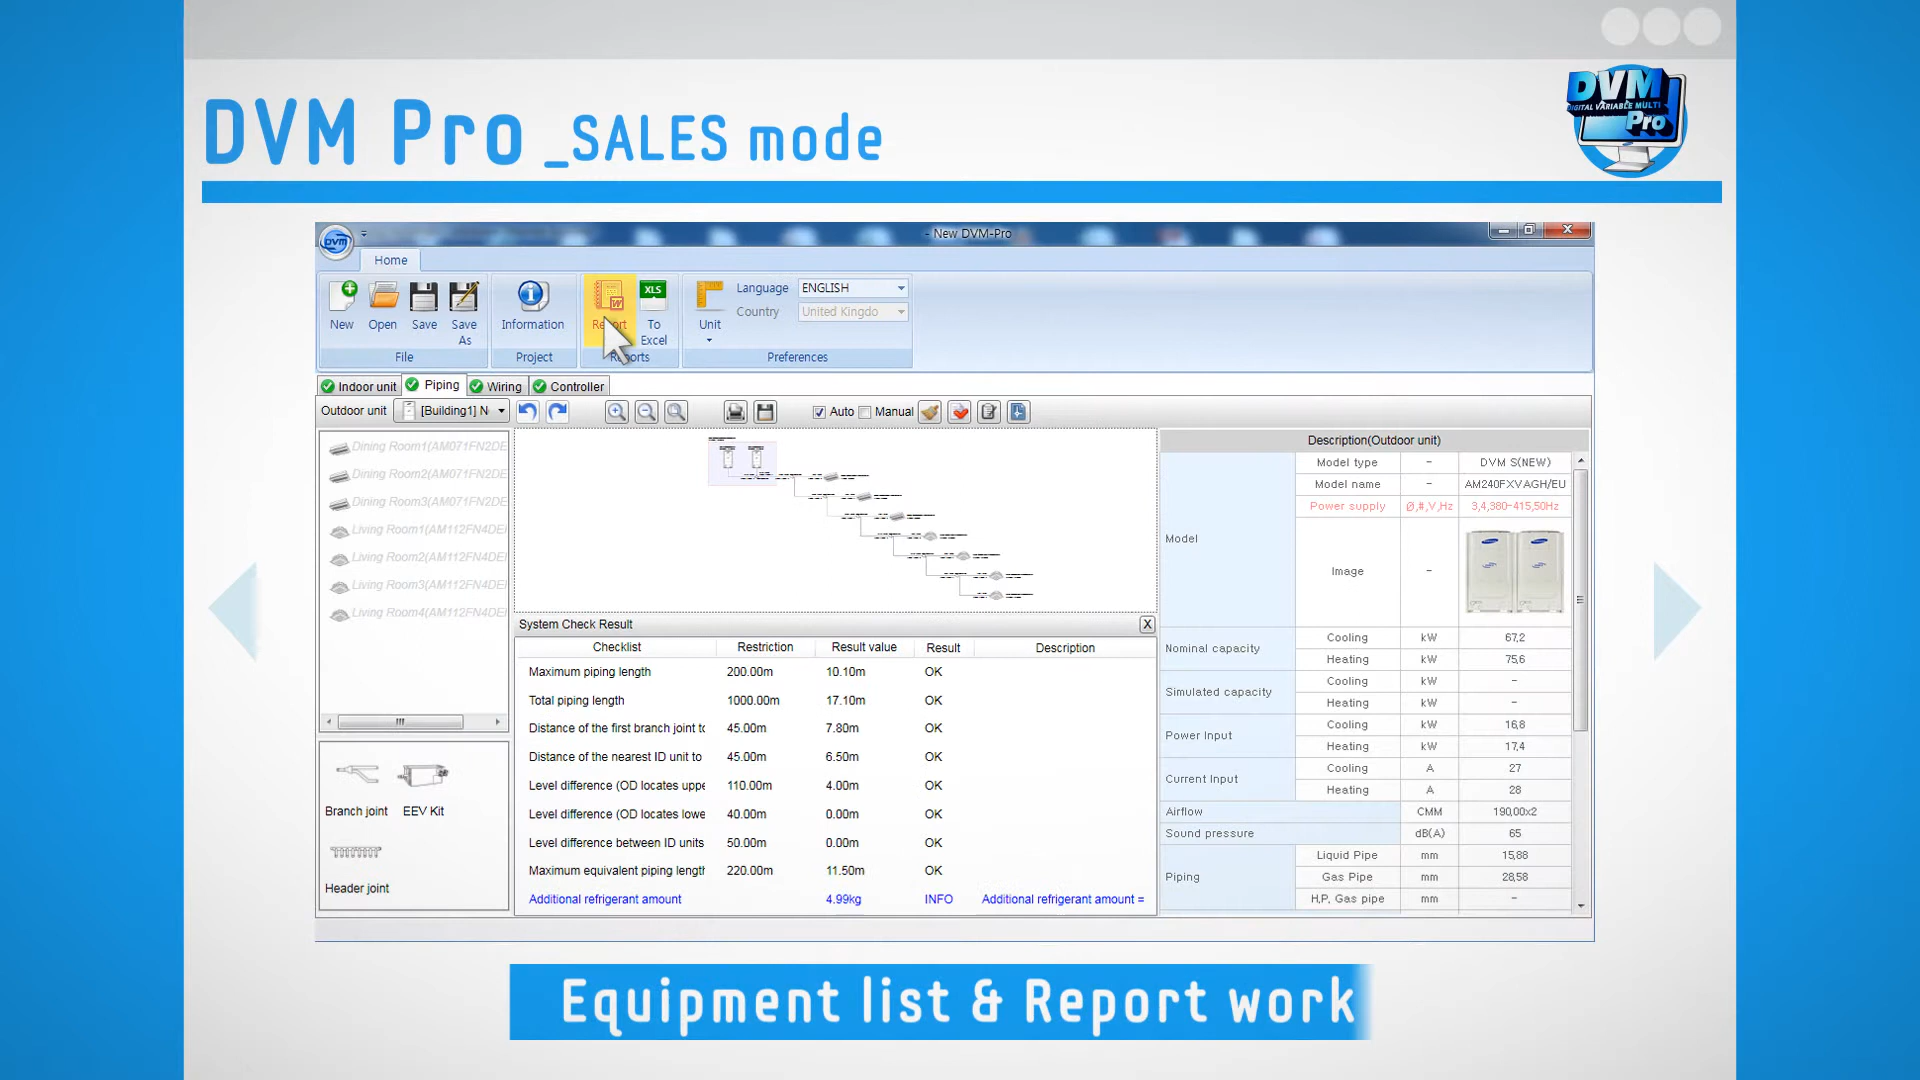 DVM Pro _SALES mode
DVM
DIGITAL VARIABLE MULTI
Pro
DVM
- New DVM-Pro
Home
New
Open
Save
Save As
File
Information
Project
Report
To Excel
XLS
Reports
Unit
Language ENGLISH
Country United Kingdo
Preferences
Indoor unit
Piping
Wiring
Controller
Outdoor unit [Building1] N
Auto
Manual
Dining Room1(AM071FN2DE
Dining Room2(AM071FN2DE
Dining Room3(AM071FN2DE
Living Room1(AM112FN4DE
Living Room2(AM112FN4DE
Living Room3(AM112FN4DE
Living Room4(AM112FN4DE
Branch joint
EEV Kit
Header joint
System Check Result X
Checklist Restriction Result value Result Description
Maximum piping length 200.00m 10.10m OK
Total piping length 1000.00m 17.10m OK
Distance of the first branch joint to 45.00m 7.80m OK
Distance of the nearest ID unit to 45.00m 6.50m OK
Level difference (OD locates uppe 110.00m 4.00m OK
Level difference (OD locates lowe 40.00m 0.00m OK
Level difference between ID units 50.00m 0.00m OK
Maximum equivalent piping length 220.00m 11.50m OK
Additional refrigerant amount 4.99kg INFO Additional refrigerant amount =
Description(Outdoor unit)
Model
Model type - DVM S(NEW)
Model name - AM240FXVAGH/EU
Power supply Ø,#,V,Hz 3,4,380-415,50Hz
Image -
Nominal capacity
Cooling kW 67,2
Heating kW 75,6
Simulated capacity
Cooling kW -
Heating kW -
Power Input
Cooling kW 16,8
Heating kW 17,4
Current Input
Cooling A 27
Heating A 28
Airflow CMM 190,00x2
Sound pressure dB(A) 65
Piping
Liquid Pipe mm 15,88
Gas Pipe mm 28,58
H,P, Gas pipe mm -
Equipment list & Report work